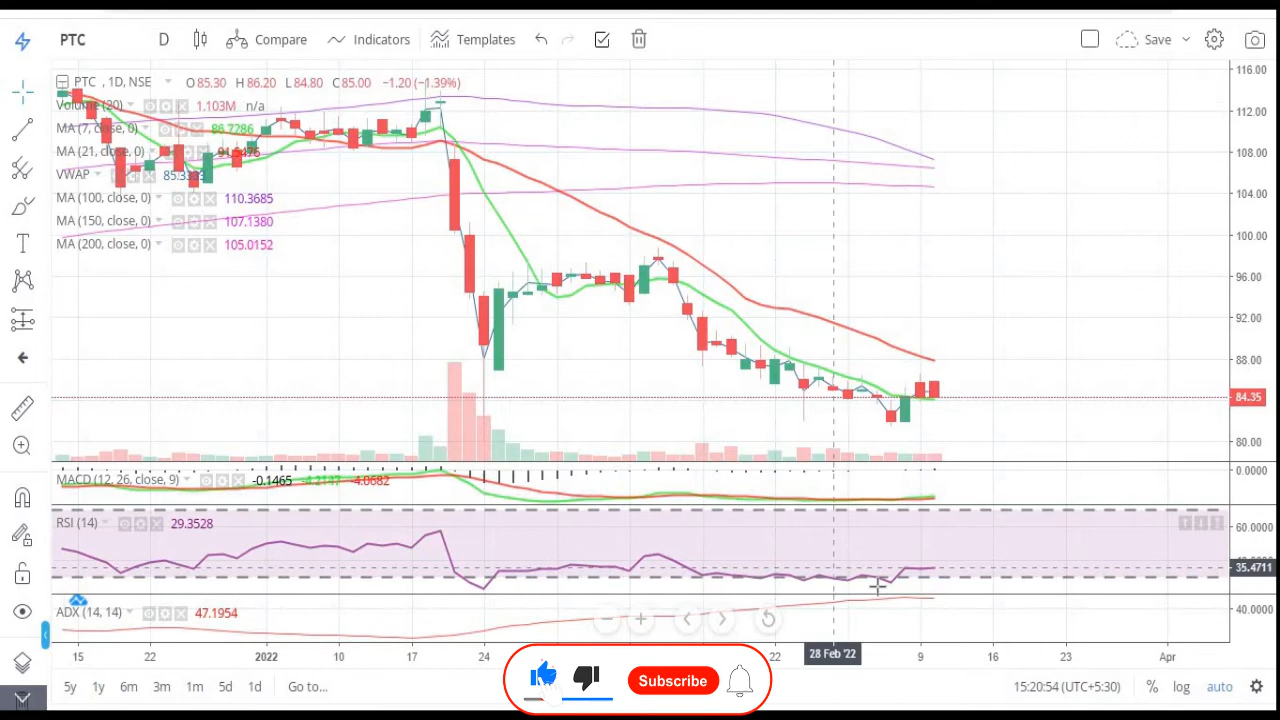 PTC D Compare Indicators Templates Save
PTC , 1D, NSE O85.30 H86.20 L84.80 C85.00 −1.20 (−1.39%)
Volume (20) 1.103M n/a
MA (7, close, 0) 86.7286
MA (21, close, 0)
VWAP
MA (100, close, 0) 110.3685
MA (150, close, 0) 107.1380
MA (200, close, 0) 105.0152
116.00
112.00
108.00
104.00
100.00
96.00
92.00
88.00
84.35
80.00
MACD (12, 26, close, 9) -0.1465 -4.0682
0.0000
RSI (14) 29.3528
60.0000
35.4711
ADX (14, 14) 47.1954
40.0000
15 22 2022 10 17 24 22 28 Feb '22 9 16 23 Apr
5y 1y 6m 3m 1m 5d 1d Go to... 15:20:54 (UTC+5:30) % log auto
Subscribe